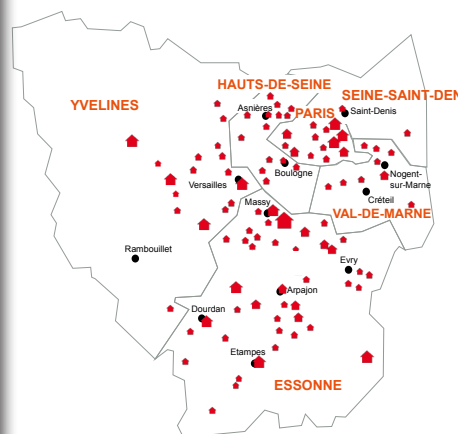 HAUTS-DE-SEINE
SEINE-SAINT-DEN
YVELINES
Asnières
PARIS
Saint-Denis
Boulogne
Nogent-
sur-Marne
Versailles
Créteil
Massy
VAL-DE-MARNE
Rambouillet
Evry
Arpajon
Dourdan
Etampes
ESSONNE